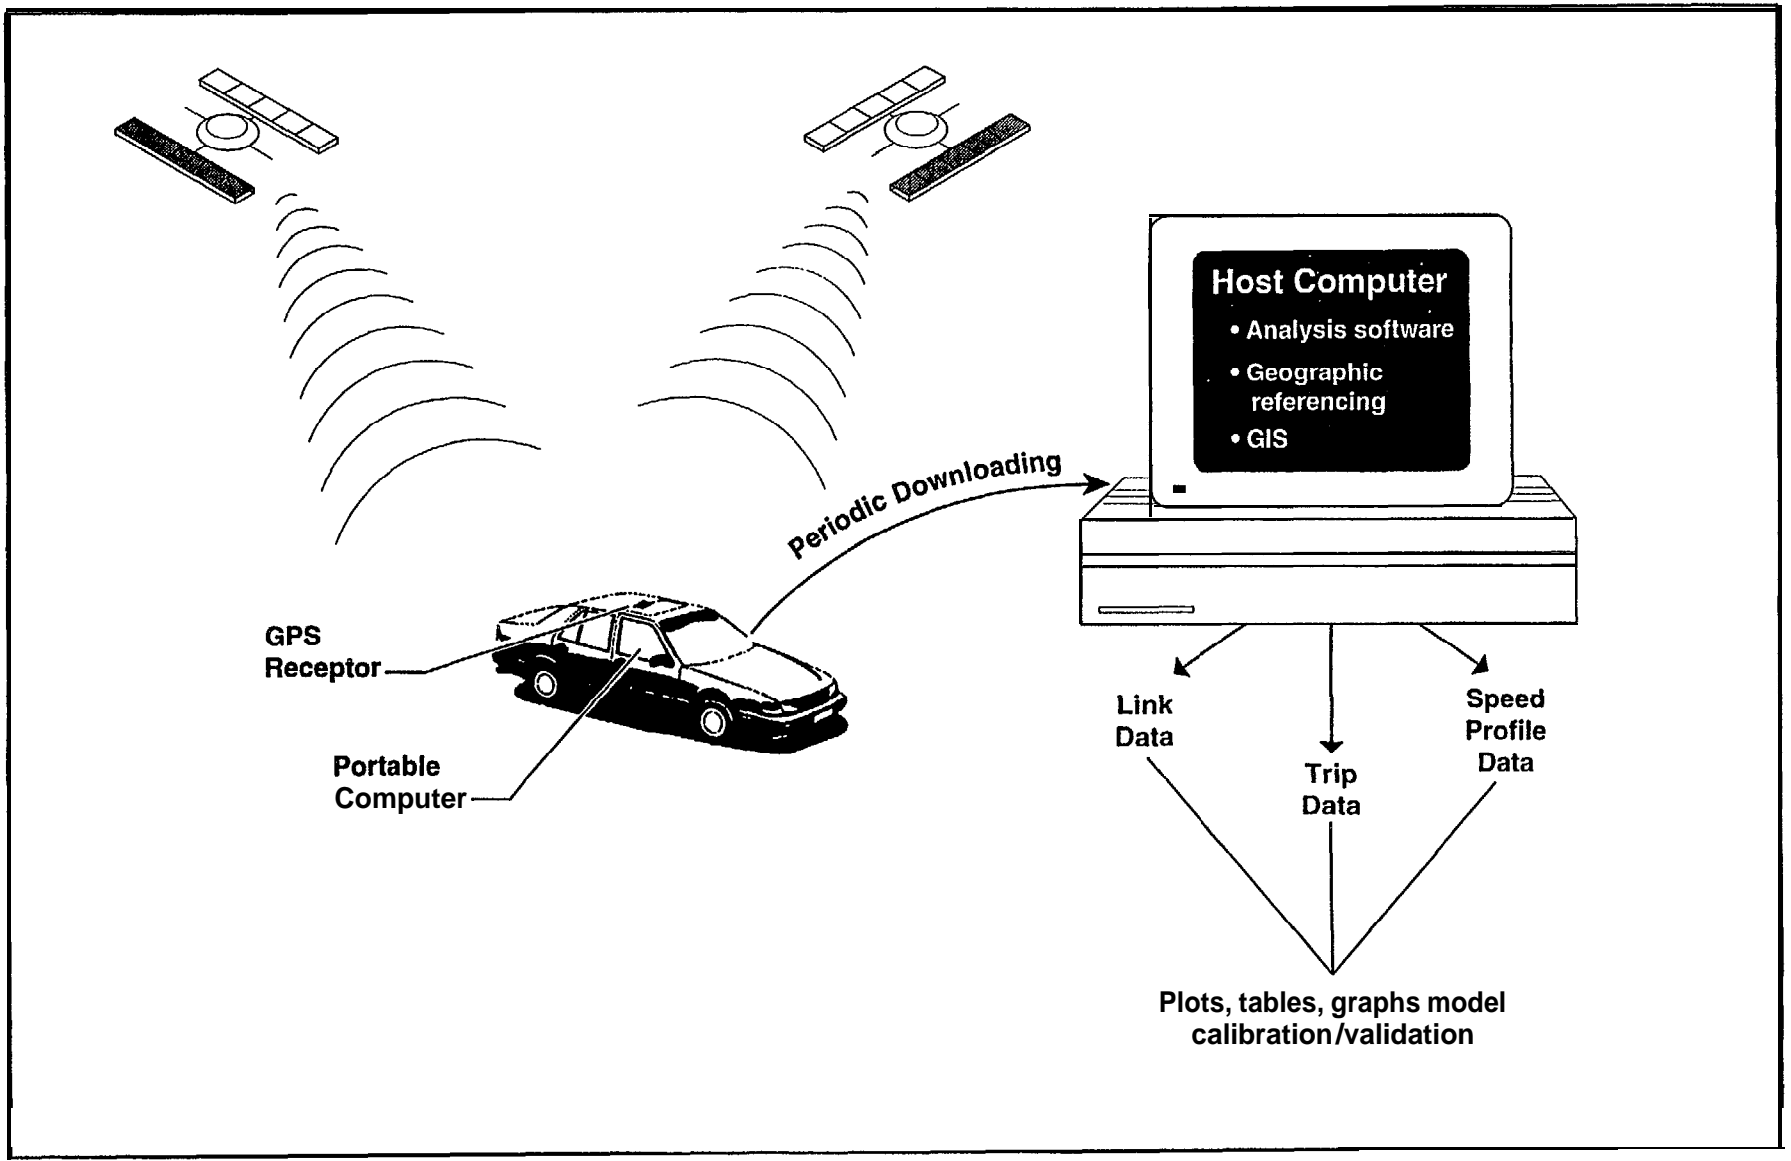 Host Computer
• Analysis software
• Geographic
referencing
• GIS
Periodic Downloading
GPS
Receptor
Portable
Computer
Link
Data
Trip
Data
Speed
Profile
Data
Plots, tables, graphs model
calibration/validation